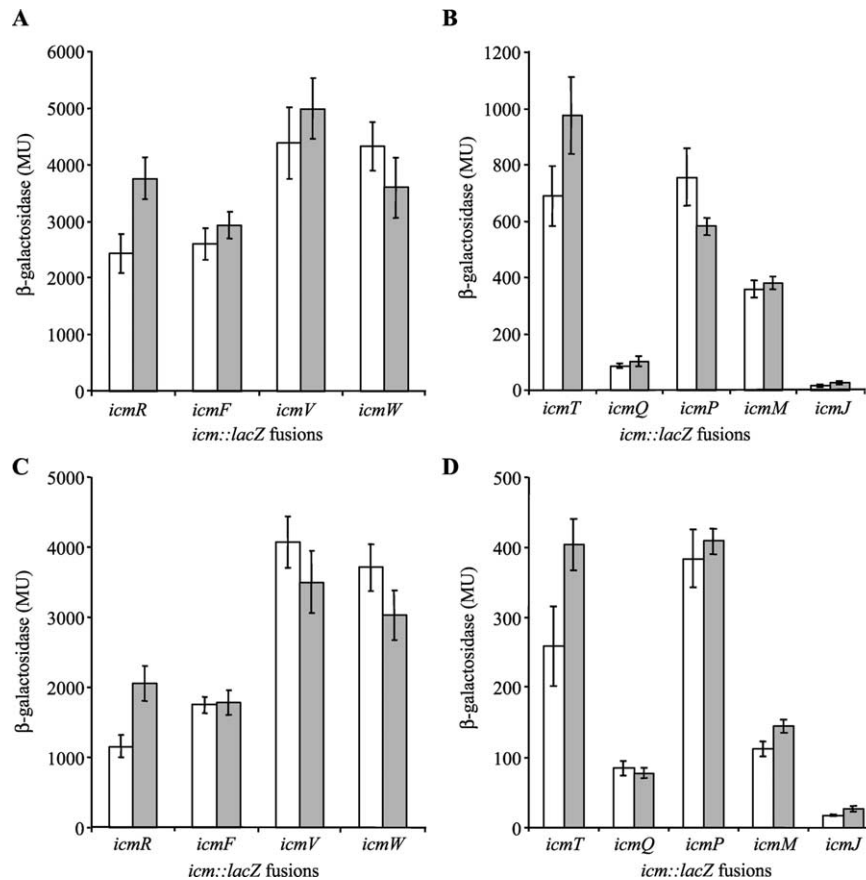 A
β-galactosidase (MU)
6000
5000
4000
3000
2000
1000
0
icmR icmF icmV icmW
icm::lacZ fusions
B
β-galactosidase (MU)
1200
1000
800
600
400
200
0
icmT icmQ icmP icmM icmJ
icm::lacZ fusions
C
β-galactosidase (MU)
5000
4000
3000
2000
1000
0
icmR icmF icmV icmW
icm::lacZ fusions
D
β-galactosidase (MU)
500
400
300
200
100
0
icmT icmQ icmP icmM icmJ
icm::lacZ fusions